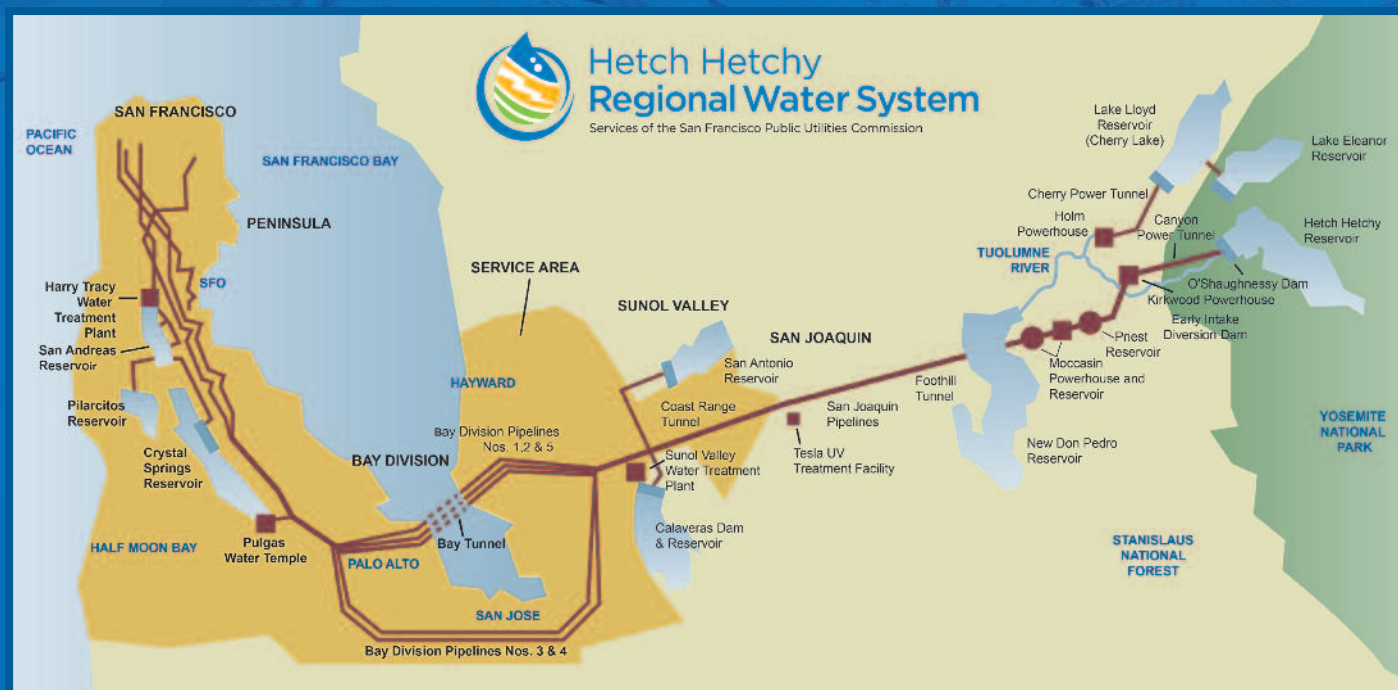 Hetch Hetchy
Regional Water System
Services of the San Francisco Public Utilities Commission
SAN FRANCISCO
PACIFIC
OCEAN
SAN FRANCISCO BAY
PENINSULA
SFO
Harry Tracy
Water
Treatment
Plant
San Andreas
Reservoir
Pilarcitos
Reservoir
Crystal
Springs
Reservoir
HALF MOON BAY
Pulgas
Water Temple
SERVICE AREA
HAYWARD
Bay Division Pipelines
Nos. 1,2 & 5
BAY DIVISION
Bay Tunnel
PALO ALTO
SAN JOSE
Bay Division Pipelines Nos. 3 & 4
SUNOL VALLEY
San Antonio
Reservoir
Coast Range
Tunnel
Sunol Valley
Water Treatment
Plant
Calaveras Dam
& Reservoir
SAN JOAQUIN
San Joaquin
Pipelines
Tesla UV
Treatment Facility
Foothill
Tunnel
New Don Pedro
Reservoir
Moccasin
Powerhouse and
Reservoir
Priest
Reservoir
Early Intake
Diversion Dam
Kirkwood Powerhouse
O'Shaughnessy Dam
Canyon
Power Tunnel
TUOLUMNE
RIVER
Holm
Powerhouse
Cherry Power Tunnel
Lake Lloyd
Reservoir
(Cherry Lake)
Lake Eleanor
Reservoir
Hetch Hetchy
Reservoir
YOSEMITE
NATIONAL
PARK
STANISLAUS
NATIONAL
FOREST